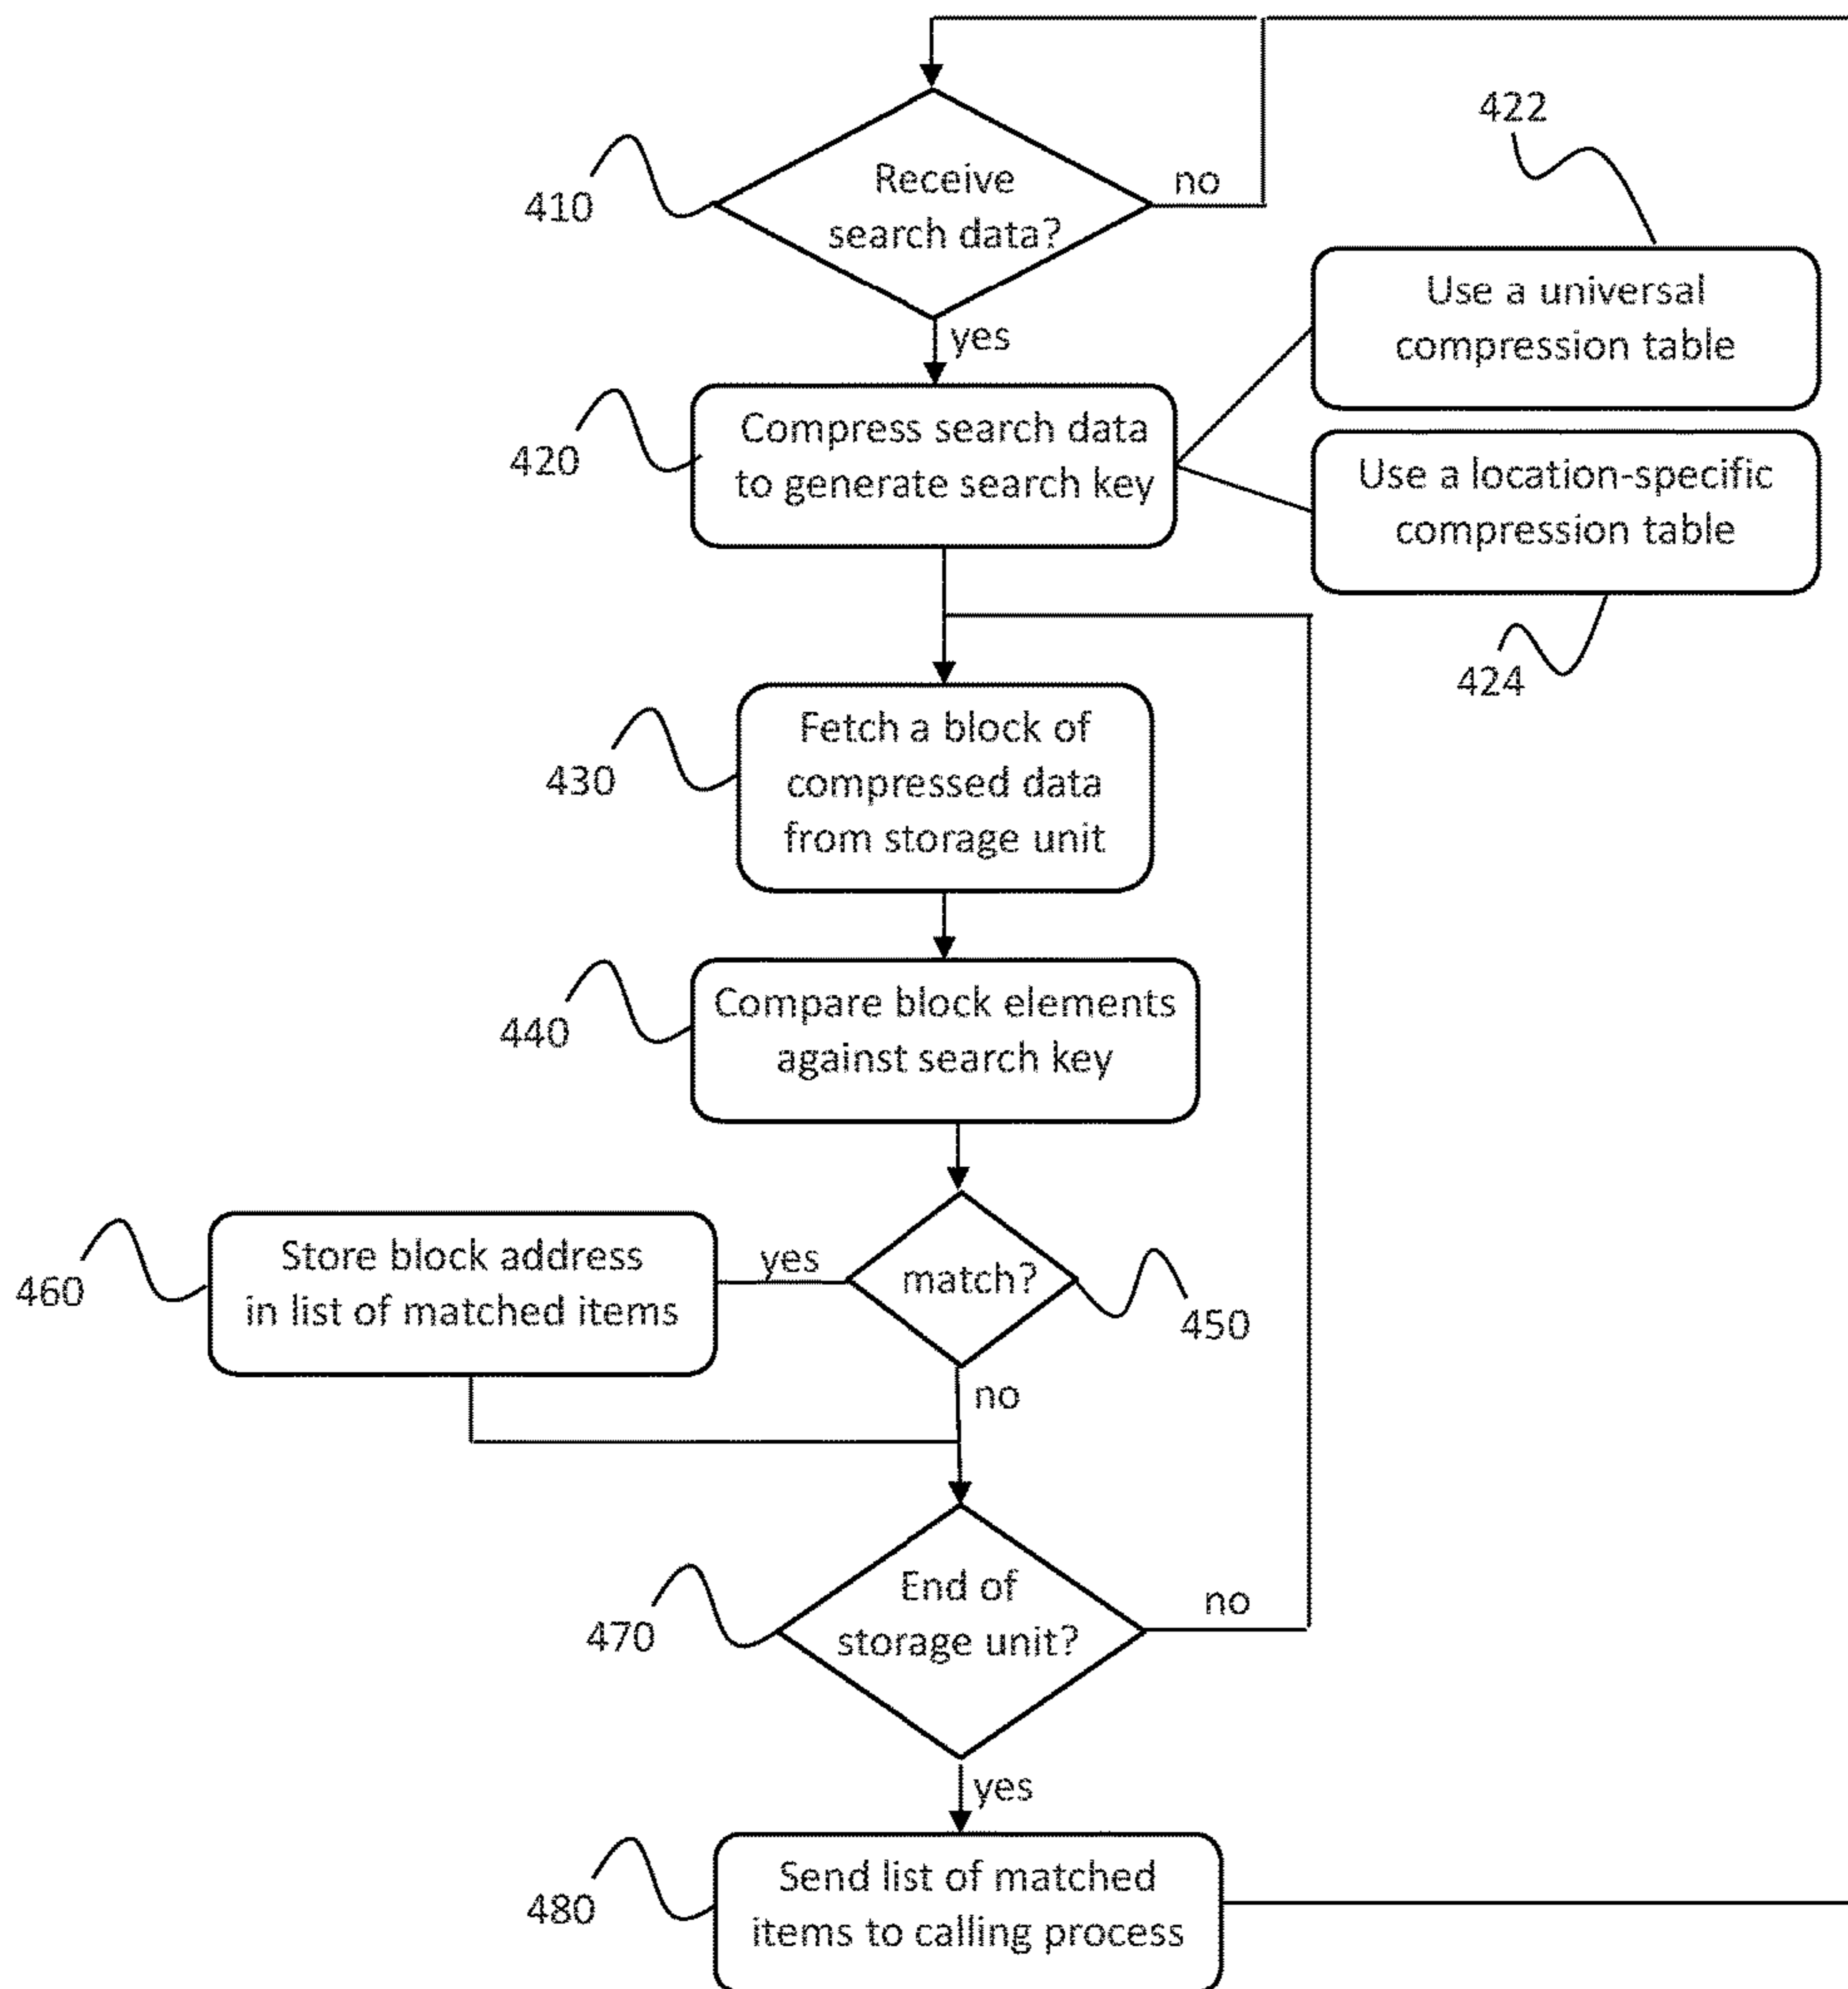 422
Receive
search data?
no
410
Use a universal
compression table
yes
Compress search data
to generate search key
420
Use a location-specific
compression table
424
Fetch a block of
compressed data
from storage unit
430
Compare block elements
against search key
440
Store block address
in list of matched items
yes
match?
460
450
no
End of
storage unit?
no
470
yes
Send list of matched
items to calling process
480